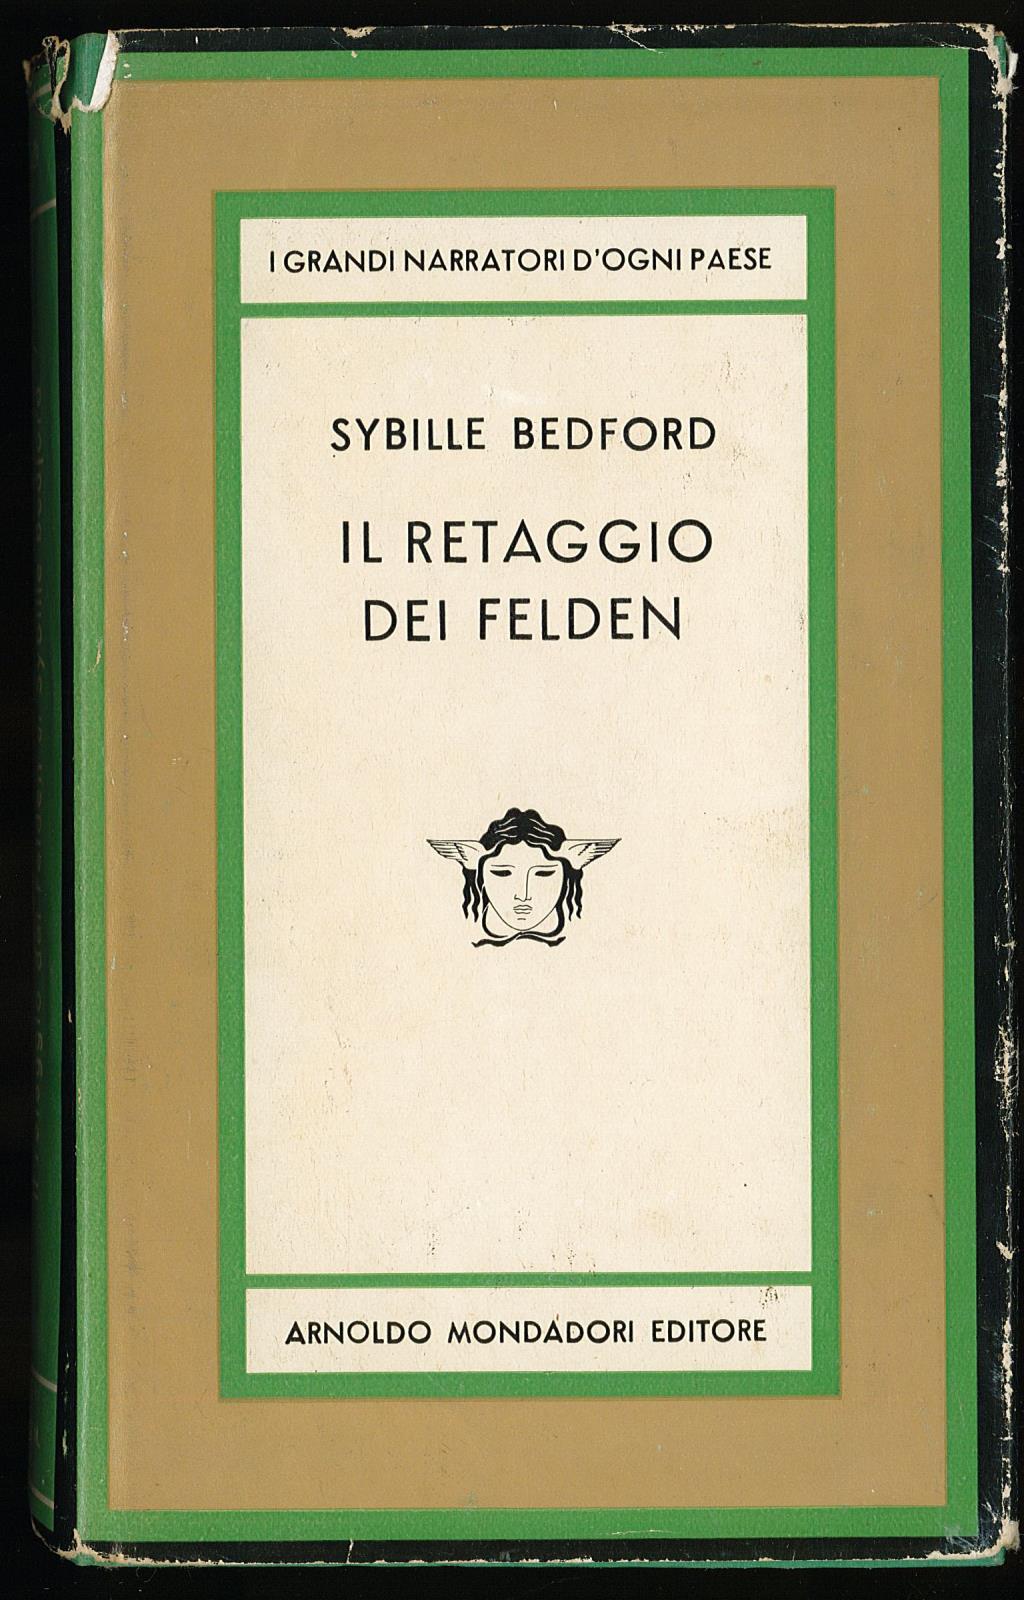 I GRANDI NARRATORI D'OGNI PAESE
SYBILLE BEDFORD
IL RETAGGIO
DEI FELDEN
ARNOLDO MONDADORI EDITORE